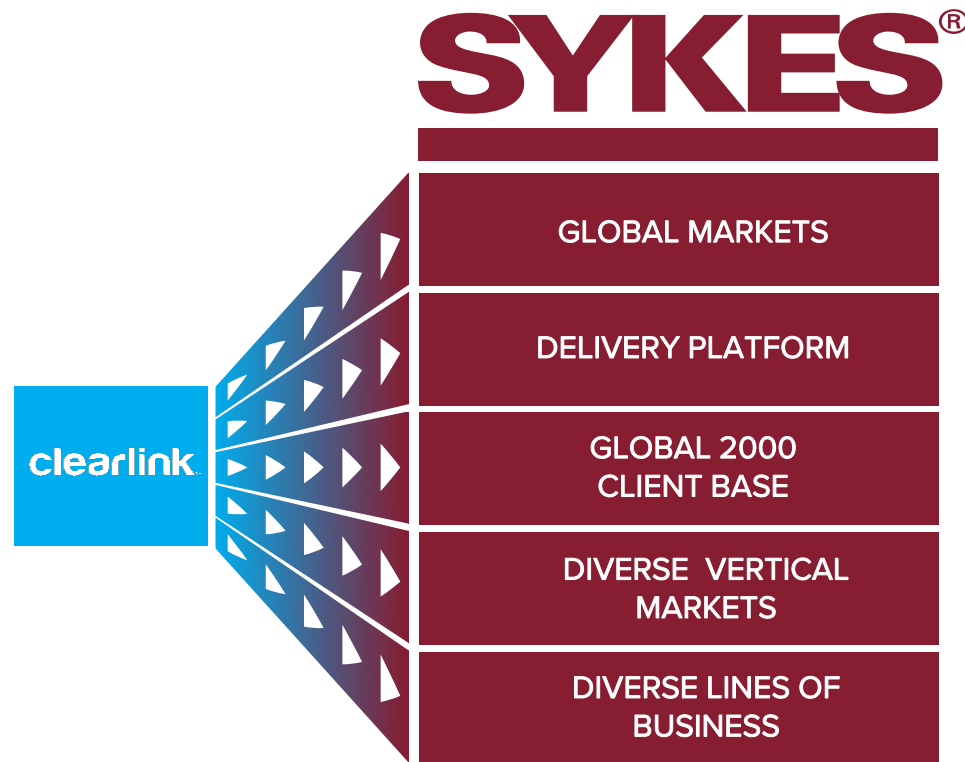 SYKES®
GLOBAL MARKETS
DELIVERY PLATFORM
clearlink
GLOBAL 2000
CLIENT BASE
DIVERSE VERTICAL
MARKETS
DIVERSE LINES OF
BUSINESS